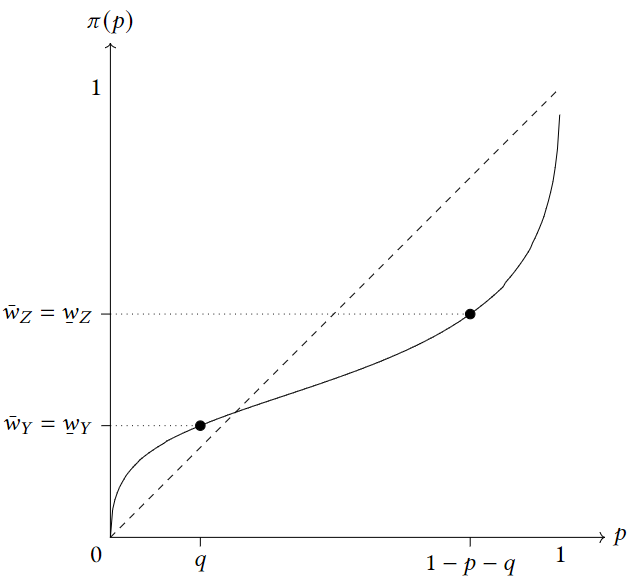 π(p)
1
w̄_Z = w̲_Z
w̄_Y = w̲_Y
0
q
1 − p − q
1
p